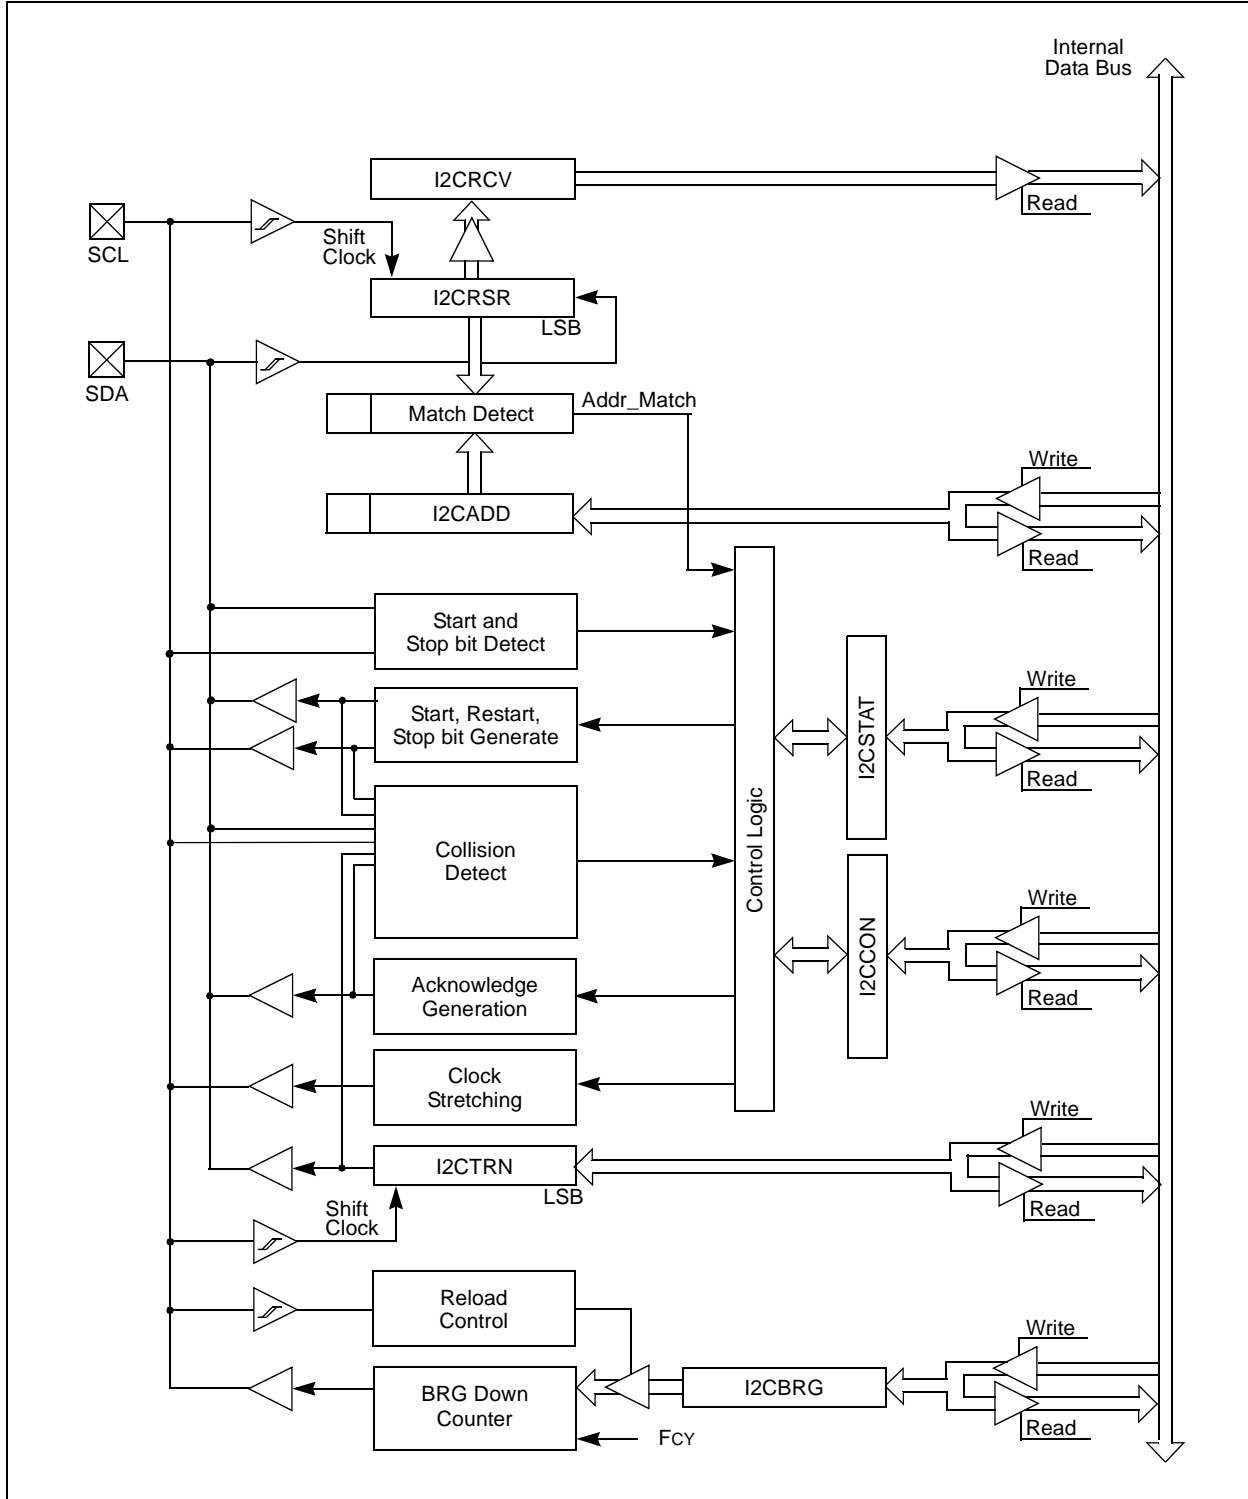 Internal
Data Bus
I2CRCV
Read
SCL
Shift
Clock
I2CRSR
LSB
SDA
Match Detect
Addr_Match
Write
I2CADD
Read
Start and
Stop bit Detect
Write
Start, Restart,
Stop bit Generate
I2CSTAT
Read
Control Logic
Collision
Detect
Write
I2CCON
Acknowledge
Generation
Read
Clock
Stretching
Write
I2CTRN
LSB
Shift
Clock
Read
Reload
Control
Write
I2CBRG
BRG Down
Counter
Read
FCY